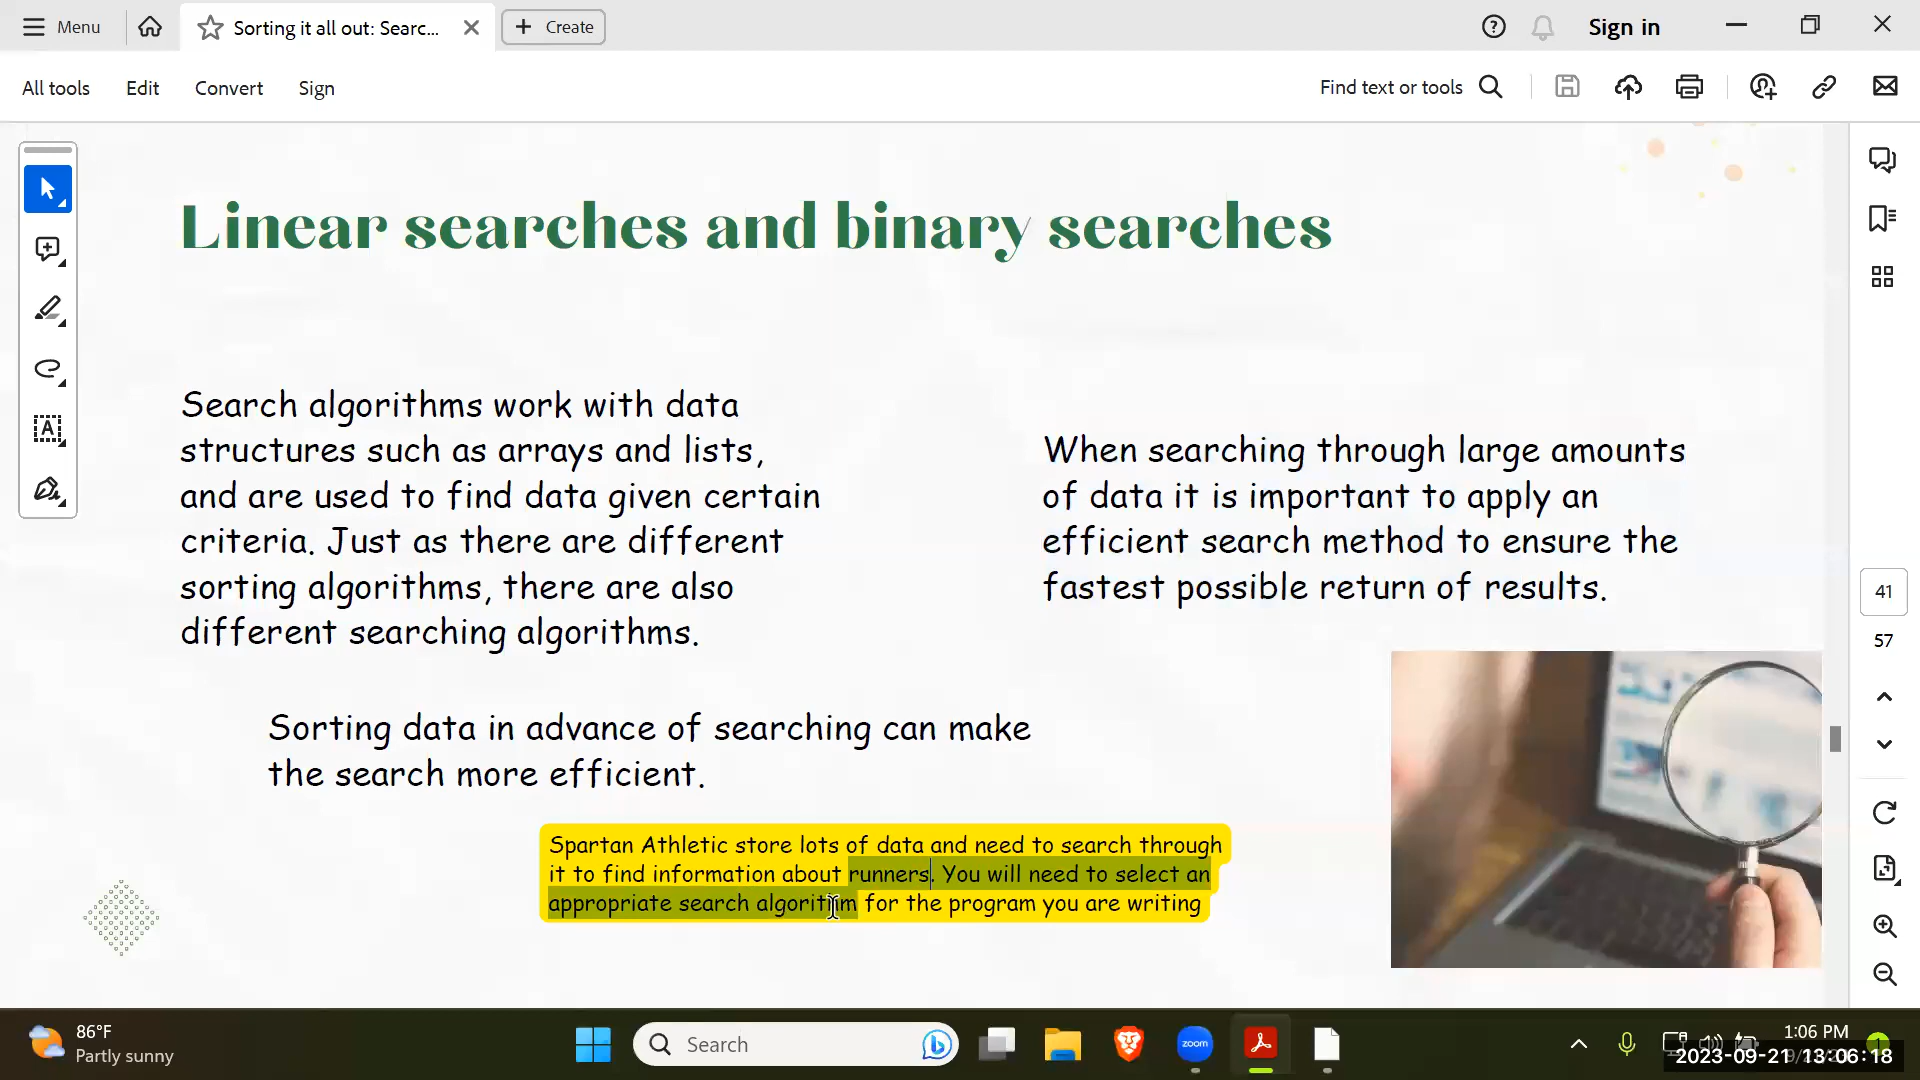 Menu
Sorting it all out: Searc...
Create
Sign in
All tools
Edit
Convert
Sign
Find text or tools
Linear searches and binary searches
Search algorithms work with data
structures such as arrays and lists,
and are used to find data given certain
criteria. Just as there are different
sorting algorithms, there are also
different searching algorithms.
When searching through large amounts
of data it is important to apply an
efficient search method to ensure the
fastest possible return of results.
Sorting data in advance of searching can make
the search more efficient.
Spartan Athletic store lots of data and need to search through
it to find information about runners. You will need to select an
appropriate search algorithm for the program you are writing
41
57
86°F
Partly sunny
Search
zoom
1:06 PM
2023-09-21 13:06:18